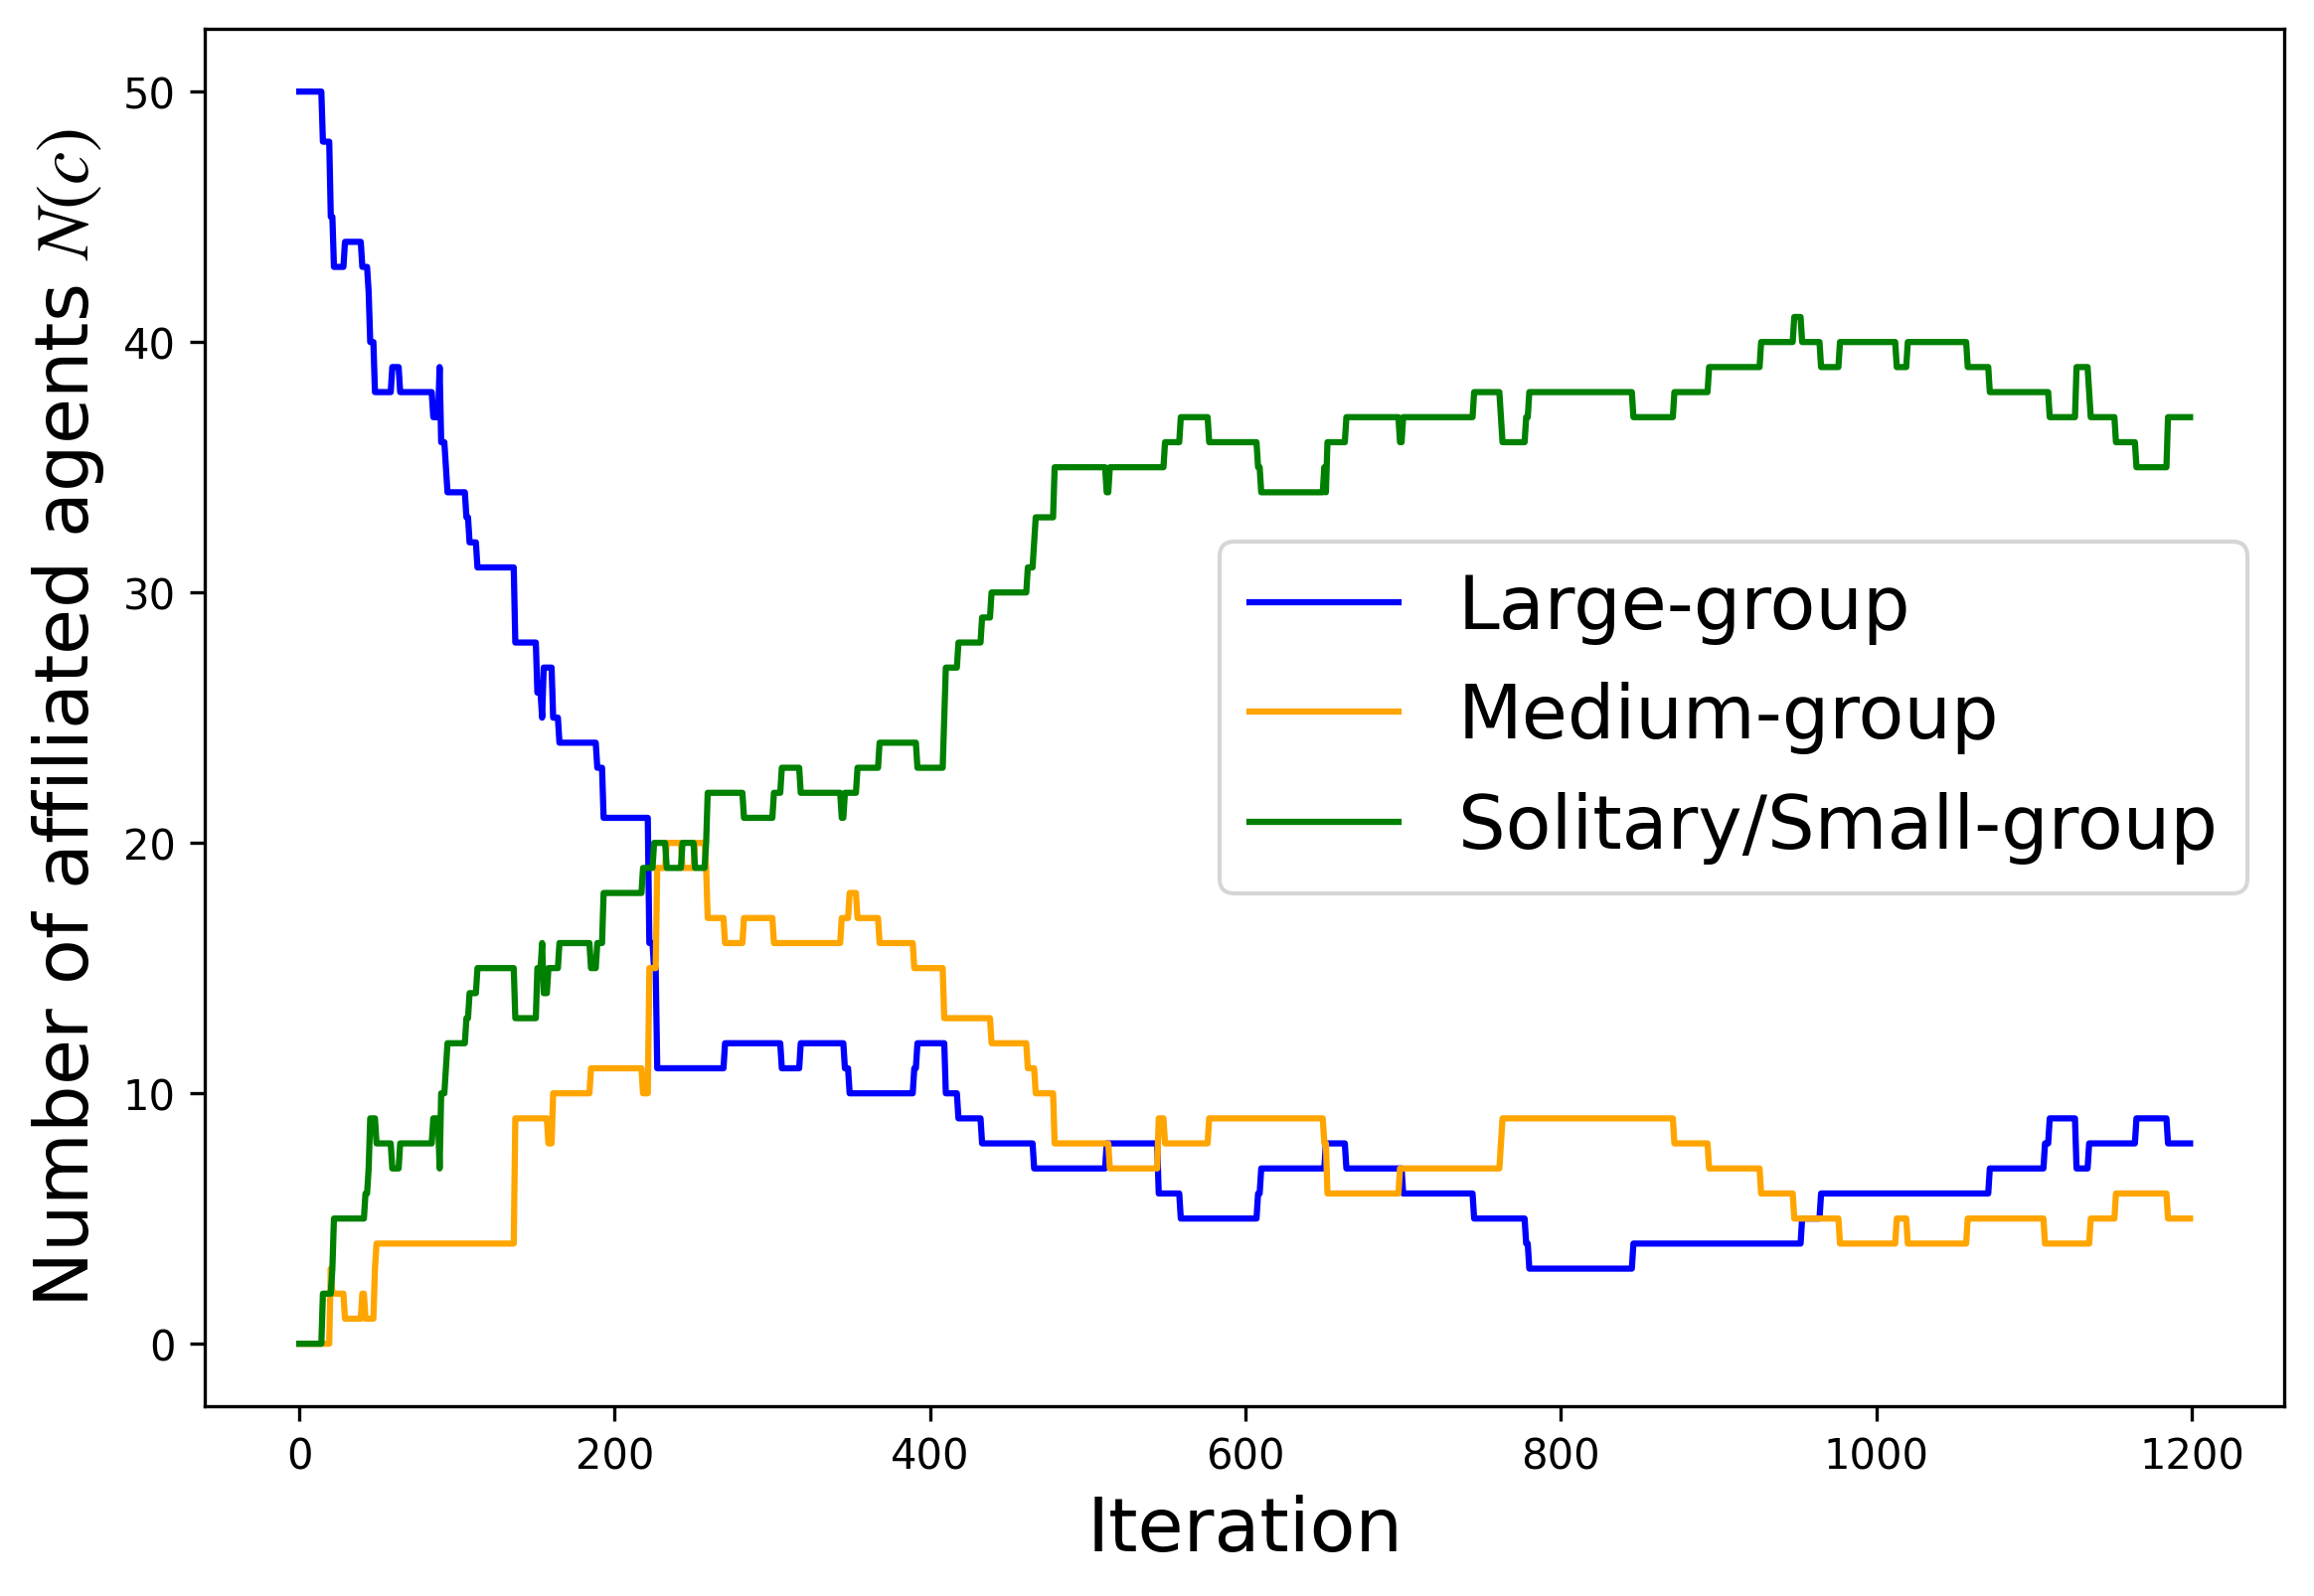 Number of affiliated agents N(c)
50
40
30
20
10
0
Large-group
Medium-group
Solitary/Small-group
0 200 400 600 800 1000 1200
Iteration